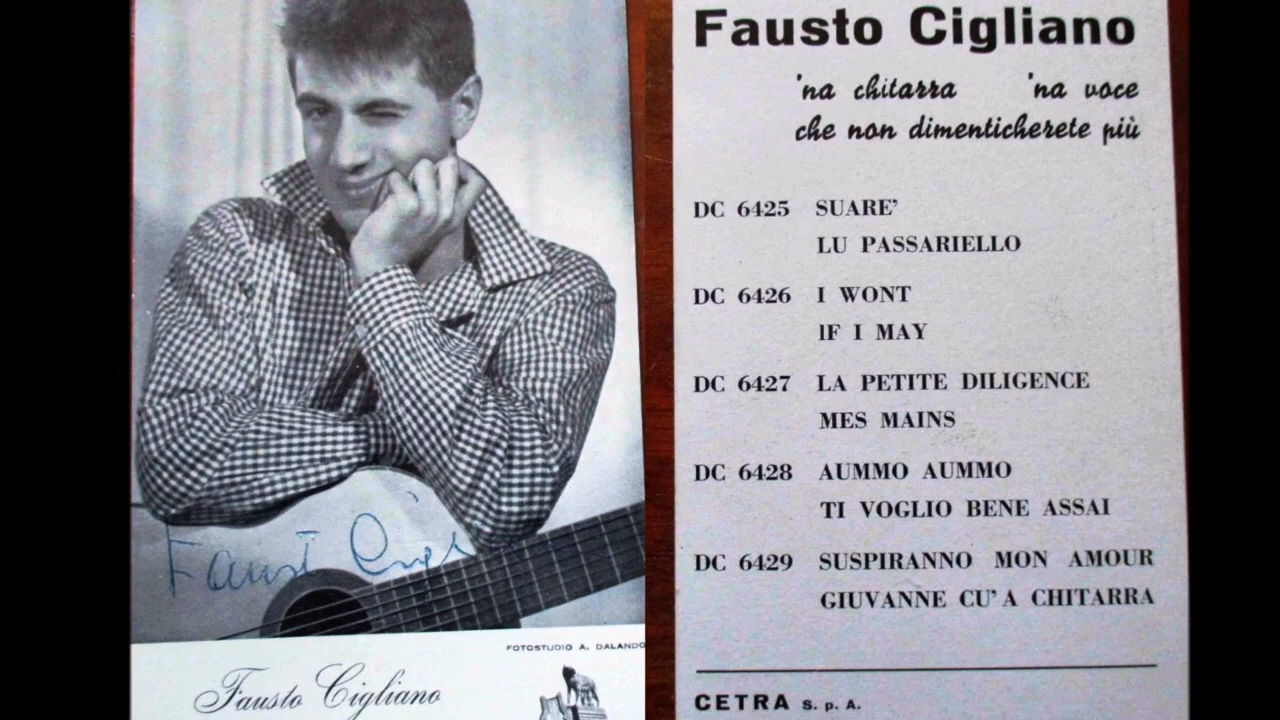 Faust Cigl
FOTOSTUDIO A. DALANDO
Fausto Cigliano
Fausto Cigliano
'na chitarra 'na voce
che non dimenticherete più
DC 6425 SUARE'
LU PASSARIELLO
DC 6426 I WONT
IF I MAY
DC 6427 LA PETITE DILIGENCE
MES MAINS
DC 6428 AUMMO AUMMO
TI VOGLIO BENE ASSAI
DC 6429 SUSPIRANNO MON AMOUR
GIUVANNE CU' A CHITARRA
CETRA S. p. A.